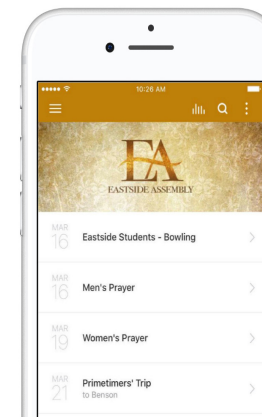 10:26 AM
EA
EASTSIDE ASSEMBLY
MAR
16
Eastside Students - Bowling
MAR
16
Men's Prayer
MAR
19
Women's Prayer
MAR
21
Primetimers' Trip
to Benson